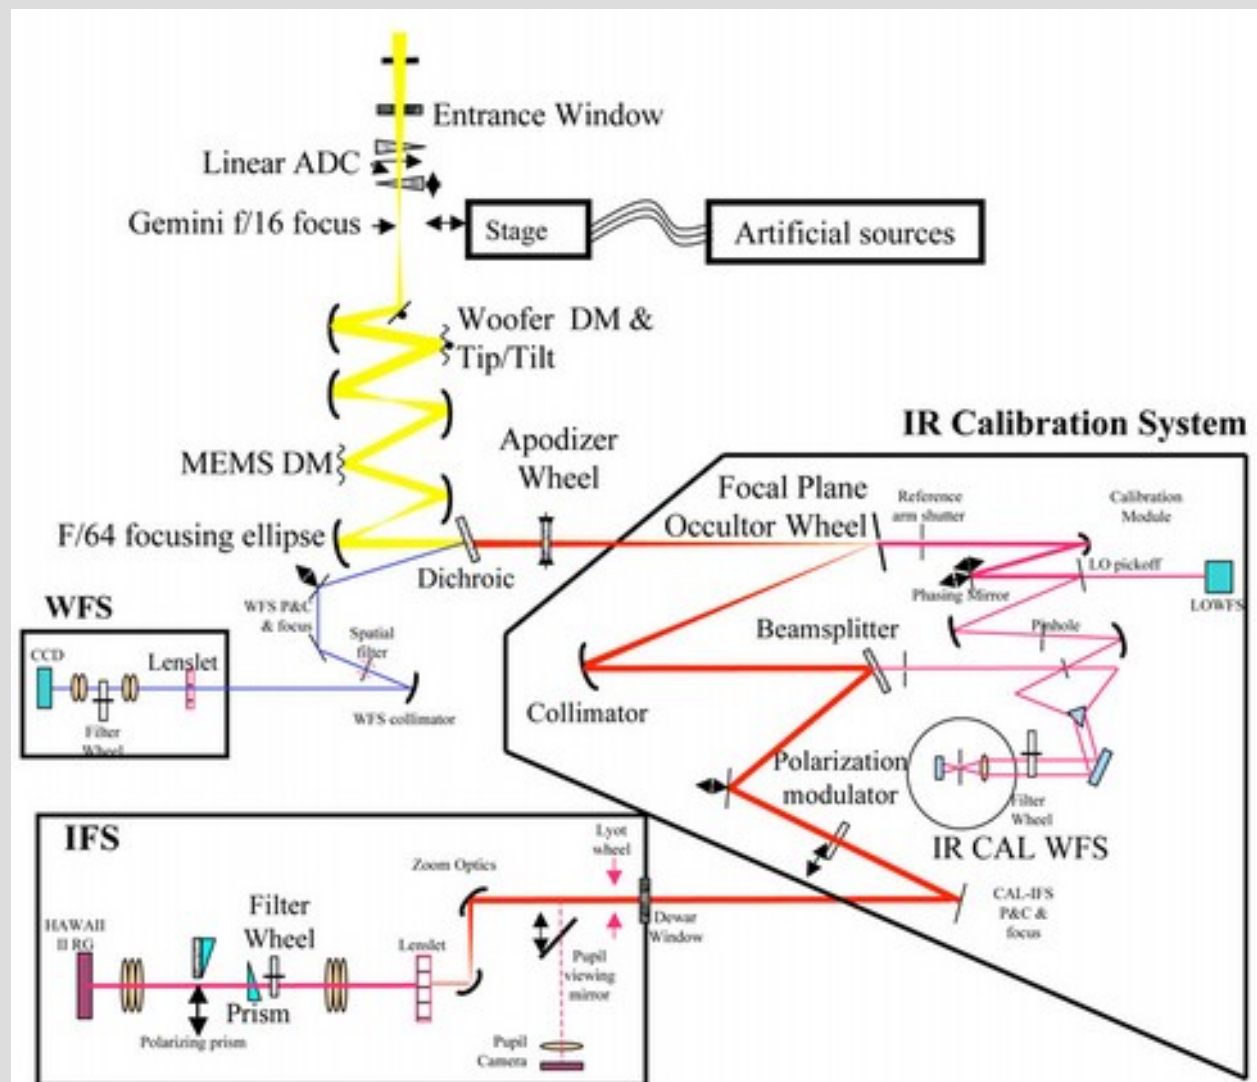 Entrance Window
Linear ADC
Gemini f/16 focus
Stage
Artificial sources
Woofer DM &
Tip/Tilt
MEMS DM
Apodizer
Wheel
F/64 focusing ellipse
Dichroic
IR Calibration System
Focal Plane
Occultor Wheel
Reference
arm shutter
Calibration
Module
Phasing Mirror
LO pickoff
LOWFS
WFS
WFS P&C
& focus
Spatial
filter
CCD
Lenslet
Filter
Wheel
WFS collimator
Beamsplitter
Pinhole
Collimator
Polarization
modulator
Filter
Wheel
IR CAL WFS
CAL-IFS
P&C &
focus
IFS
Lyot
wheel
Zoom Optics
Dewar
Window
HAWAII
II RG
Filter
Wheel
Lenslet
Pupil
viewing
mirror
Prism
Polarizing prism
Pupil
Camera